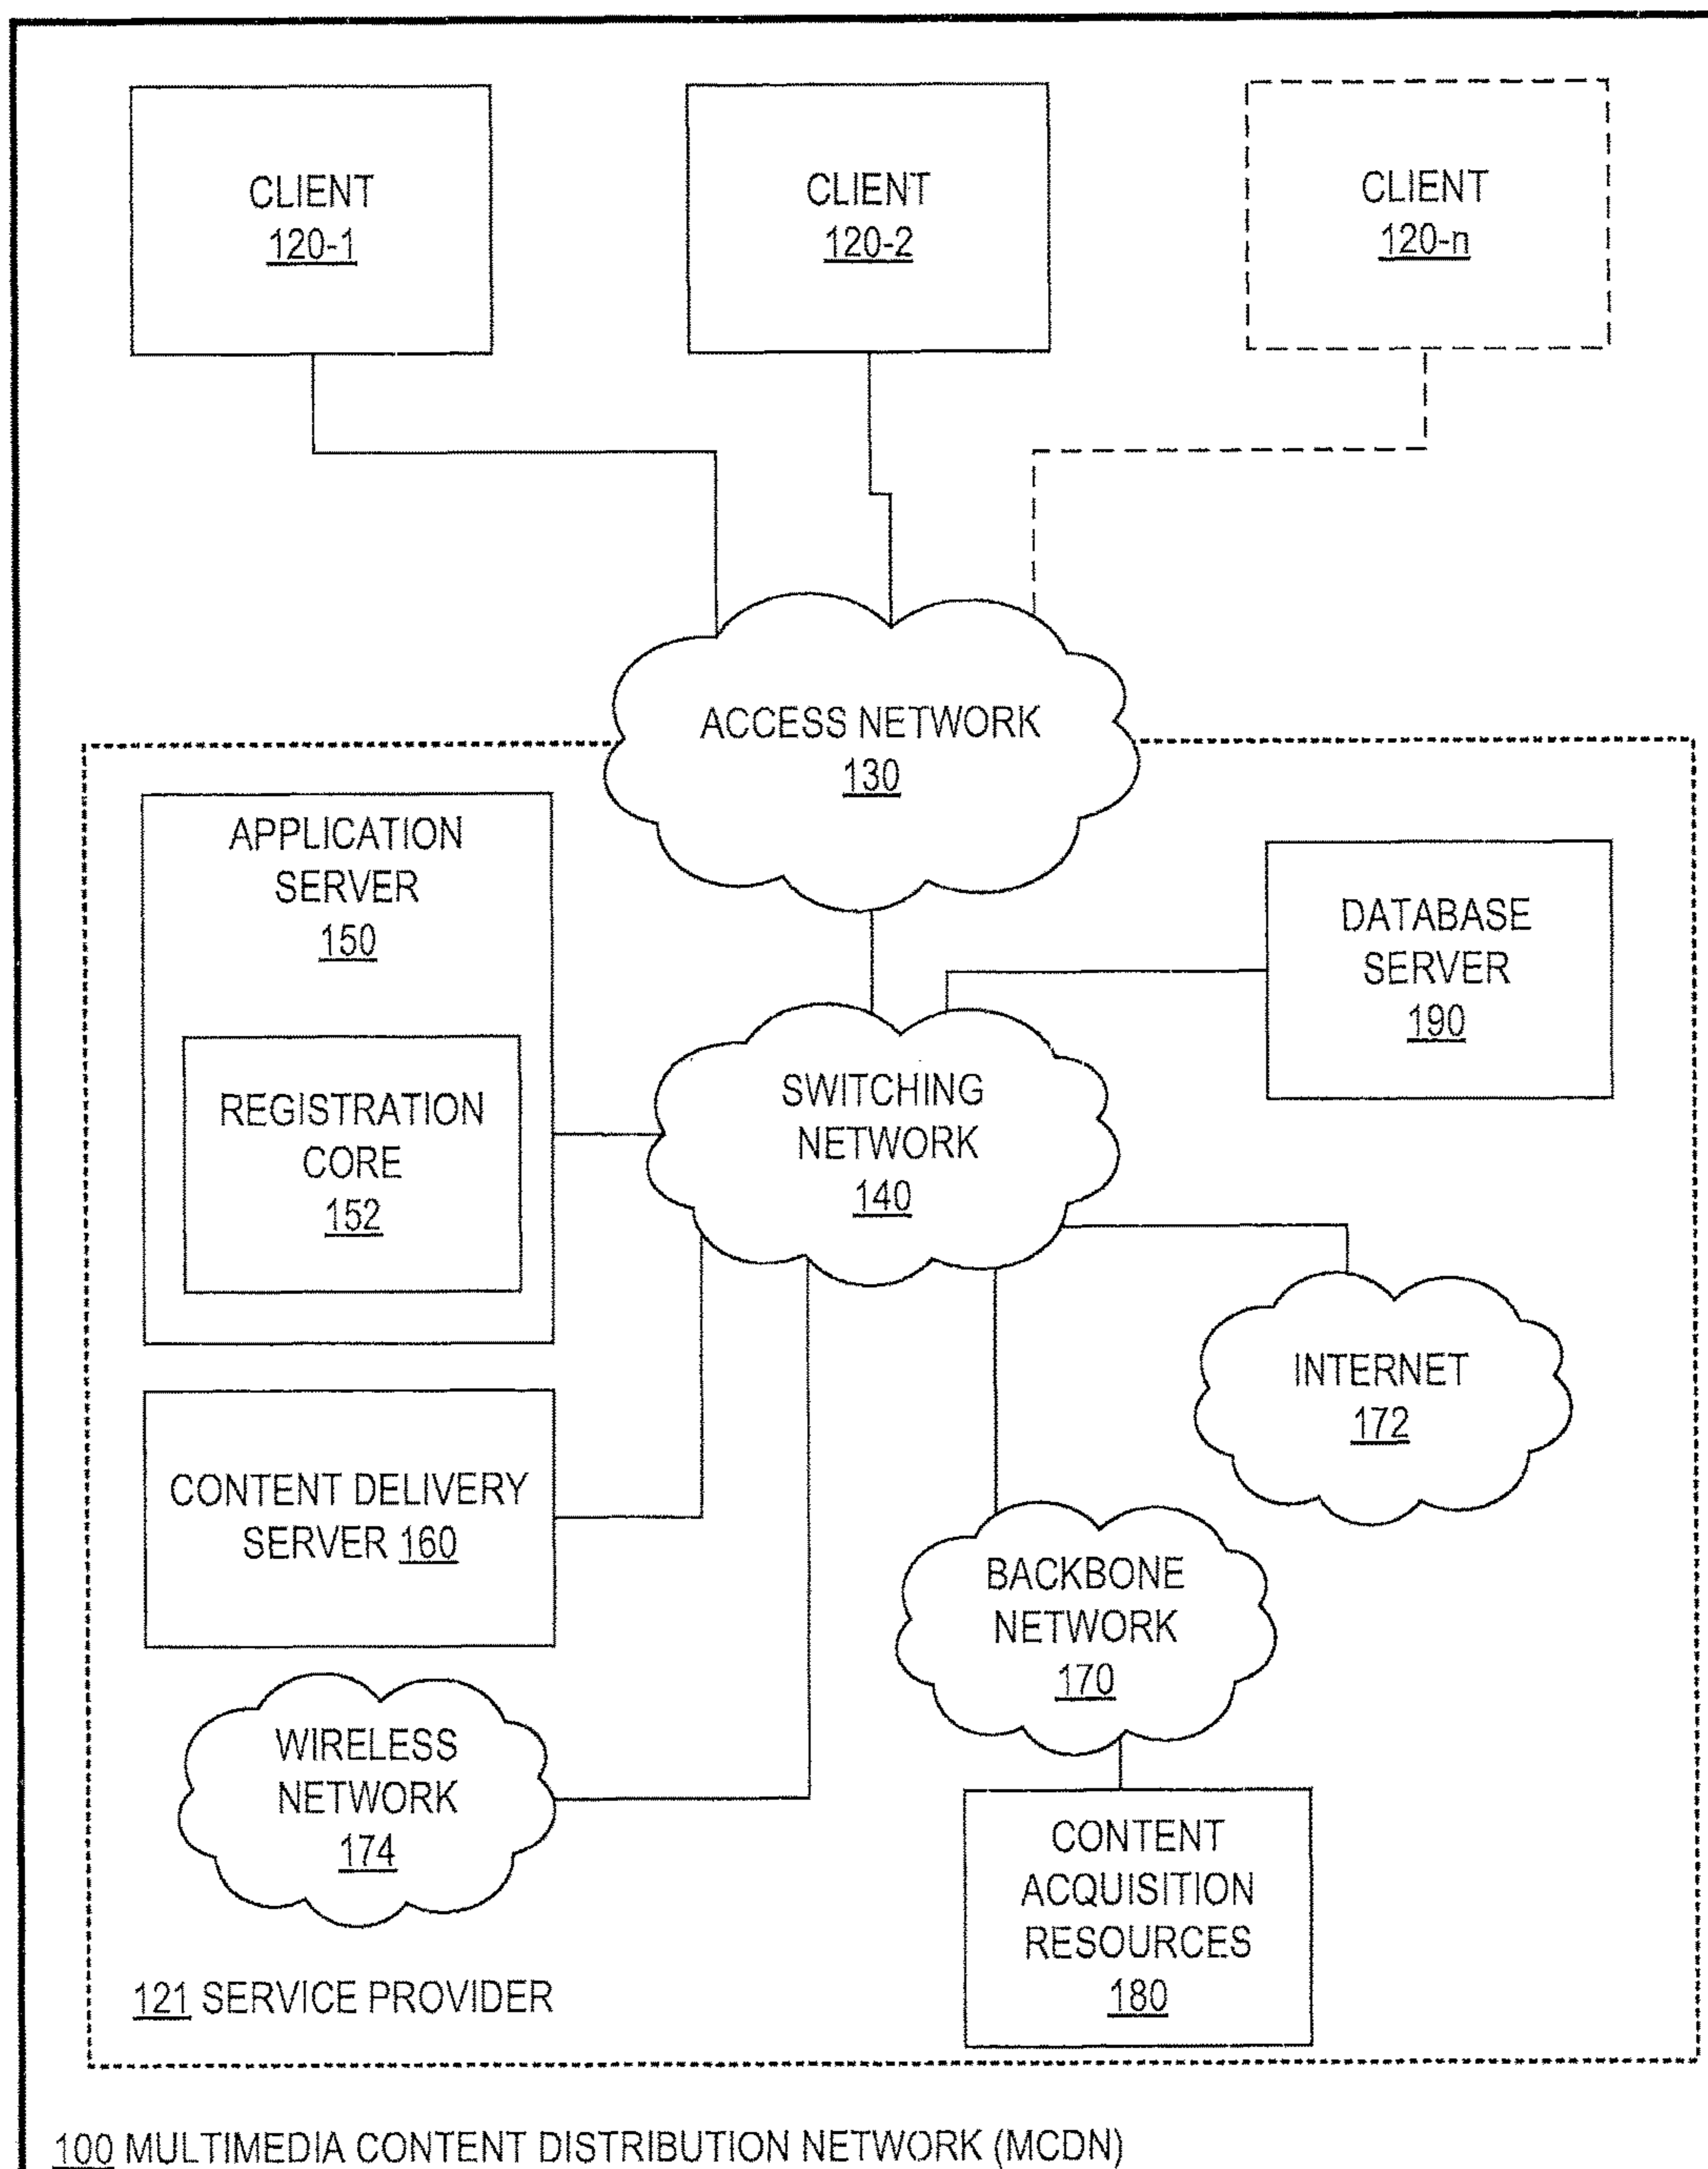 CLIENT
120-1
CLIENT
120-2
CLIENT
120-n
ACCESS NETWORK
130
APPLICATION
SERVER
150
REGISTRATION
CORE
152
DATABASE
SERVER
190
SWITCHING
NETWORK
140
INTERNET
172
CONTENT DELIVERY
SERVER 160
BACKBONE
NETWORK
170
WIRELESS
NETWORK
174
CONTENT
ACQUISITION
RESOURCES
180
121 SERVICE PROVIDER
100 MULTIMEDIA CONTENT DISTRIBUTION NETWORK (MCDN)